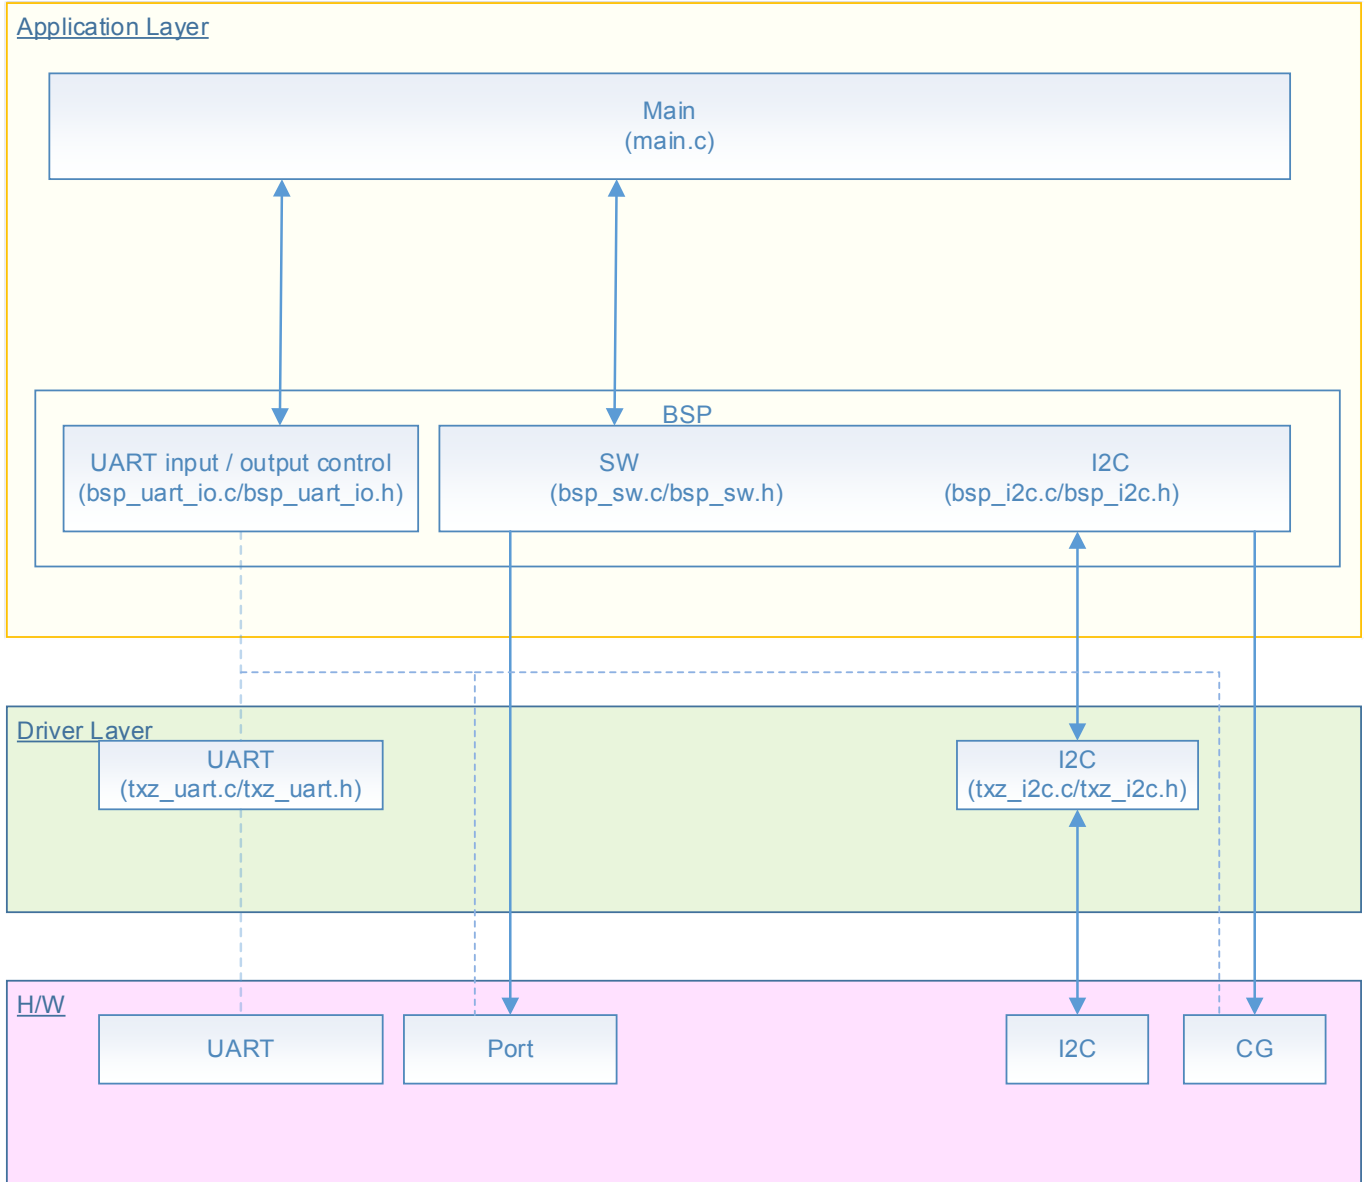 Application Layer
Main
(main.c)
BSP
UART input / output control
(bsp_uart_io.c/bsp_uart_io.h)
SW
(bsp_sw.c/bsp_sw.h)
I2C
(bsp_i2c.c/bsp_i2c.h)
Driver Layer
UART
(txz_uart.c/txz_uart.h)
I2C
(txz_i2c.c/txz_i2c.h)
H/W
UART
Port
I2C
CG